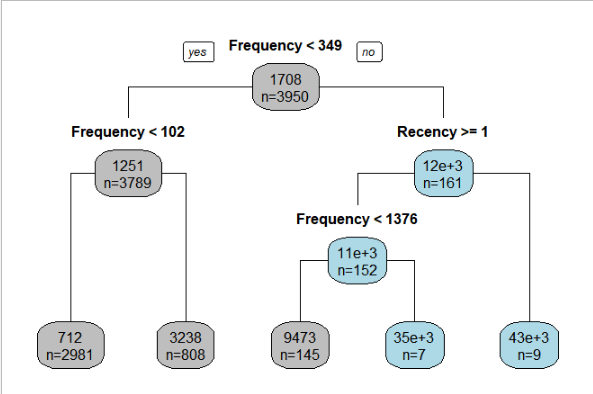 Frequency < 349
yes
no
1708
n=3950
Frequency < 102
Recency >= 1
1251
n=3789
12e+3
n=161
Frequency < 1376
11e+3
n=152
712
n=2981
3238
n=808
9473
n=145
35e+3
n=7
43e+3
n=9